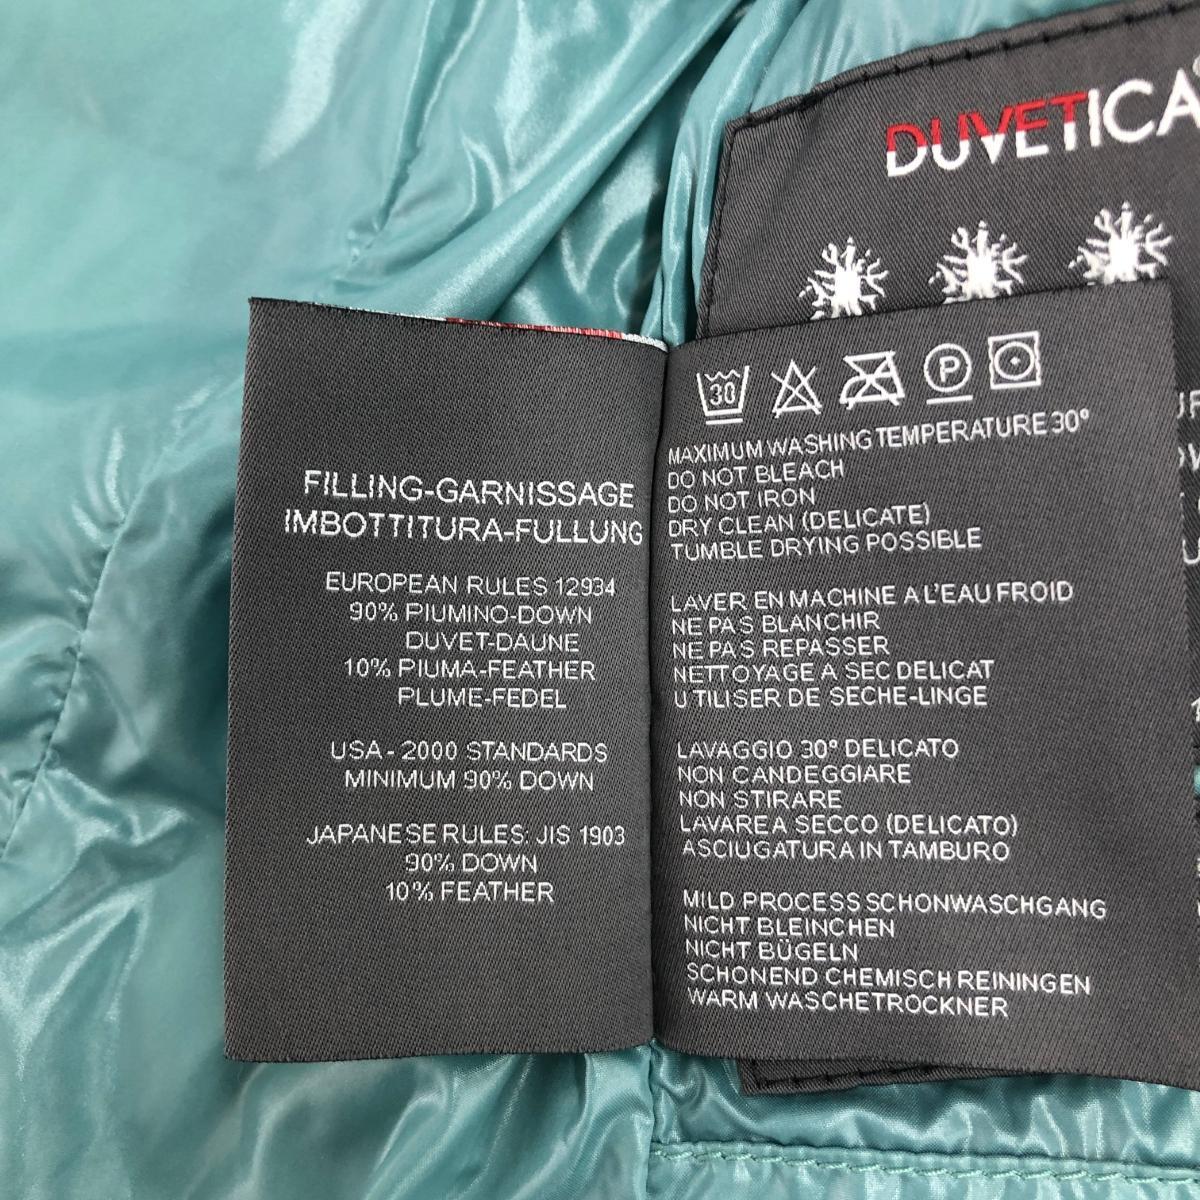 DUVETICA
FILLING-GARNISSAGE
IMBOTTITURA-FULLUNG
EUROPEAN RULES 12934
90% PIUMINO-DOWN
DUVET-DAUNE
10% PIUMA-FEATHER
PLUME-FEDEL
USA - 2000 STANDARDS
MINIMUM 90% DOWN
JAPANESE RULES: JIS 1903
90% DOWN
10% FEATHER
30
P
MAXIMUM WASHING TEMPERATURE 30°
DO NOT BLEACH
DO NOT IRON
DRY CLEAN (DELICATE)
TUMBLE DRYING POSSIBLE
LAVER EN MACHINE A L'EAU FROID
NE PAS BLANCHIR
NE PAS REPASSER
NETTOYAGE A SEC DELICAT
UTILISER DE SECHE-LINGE
LAVAGGIO 30° DELICATO
NON CANDEGGIARE
NON STIRARE
LAVARE A SECCO (DELICATO)
ASCIUGATURA IN TAMBURO
MILD PROCESS SCHONWASCHGANG
NICHT BLEINCHEN
NICHT BÜGELN
SCHONEND CHEMISCH REININGEN
WARM WASCHETROCKNER